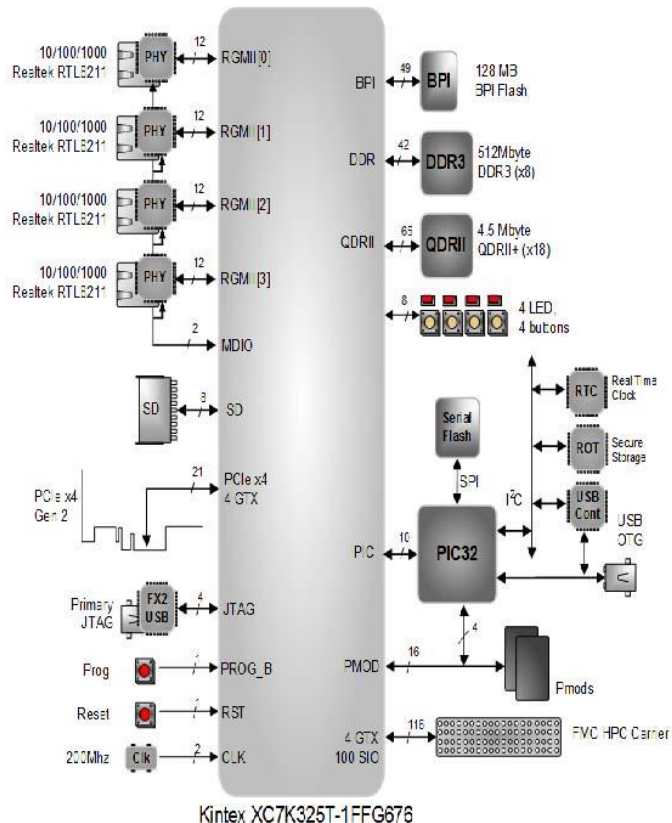 10/100/1000
Realtek RTL8211
PHY
12
RGMII[0]
10/100/1000
Realtek RTL8211
PHY
12
RGMII[1]
10/100/1000
Realtek RTL8211
PHY
12
RGMII[2]
10/100/1000
Realtek RTL8211
PHY
12
RGMII[3]
2
MDIO
SD
8
SD
PCIe x4
Gen 2
21
PCIe x4
4 GTX
Primary
JTAG
FX2
USB
4
JTAG
Prog
1
PROG_B
Reset
1
RST
200Mhz
Clk
2
CLK
BPI
49
BPI
128 MB
BPI Flash
DDR
42
DDR3
512Mbyte
DDR3 (x8)
QDRII
65
QDRII
4.5 Mbyte
QDRII+ (x18)
8
4 LED,
4 buttons
Serial
Flash
SPI
I2C
RTC
Real Time
Clock
ROT
Secure
Storage
USB
Cont
USB
OTG
PIC
10
PIC32
4
PMOD
16
Pmods
4 GTX
100 SIO
116
FMC HPC Carrier
Kintex XC7K325T-1FFG676